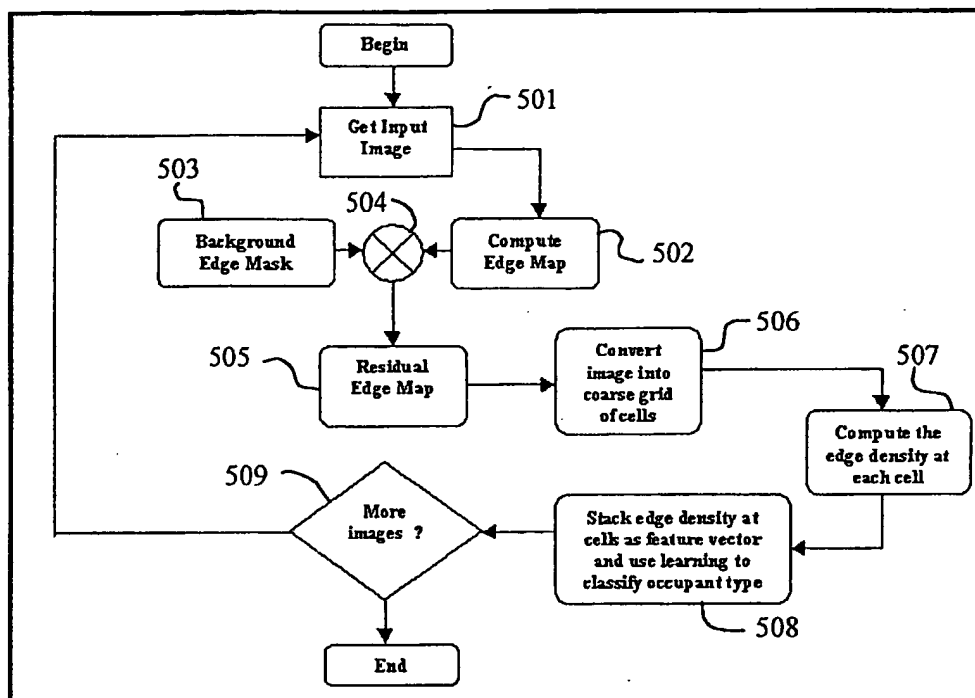 Begin
501
Get Input
Image
503
504
Background
Edge Mask
Compute
Edge Map
502
505
Residual
Edge Map
506
Convert
image into
coarse grid
of cells
507
Compute the
edge density at
each cell
509
More
images ?
Stack edge density at
cells as feature vector
and use learning to
classify occupant type
508
End